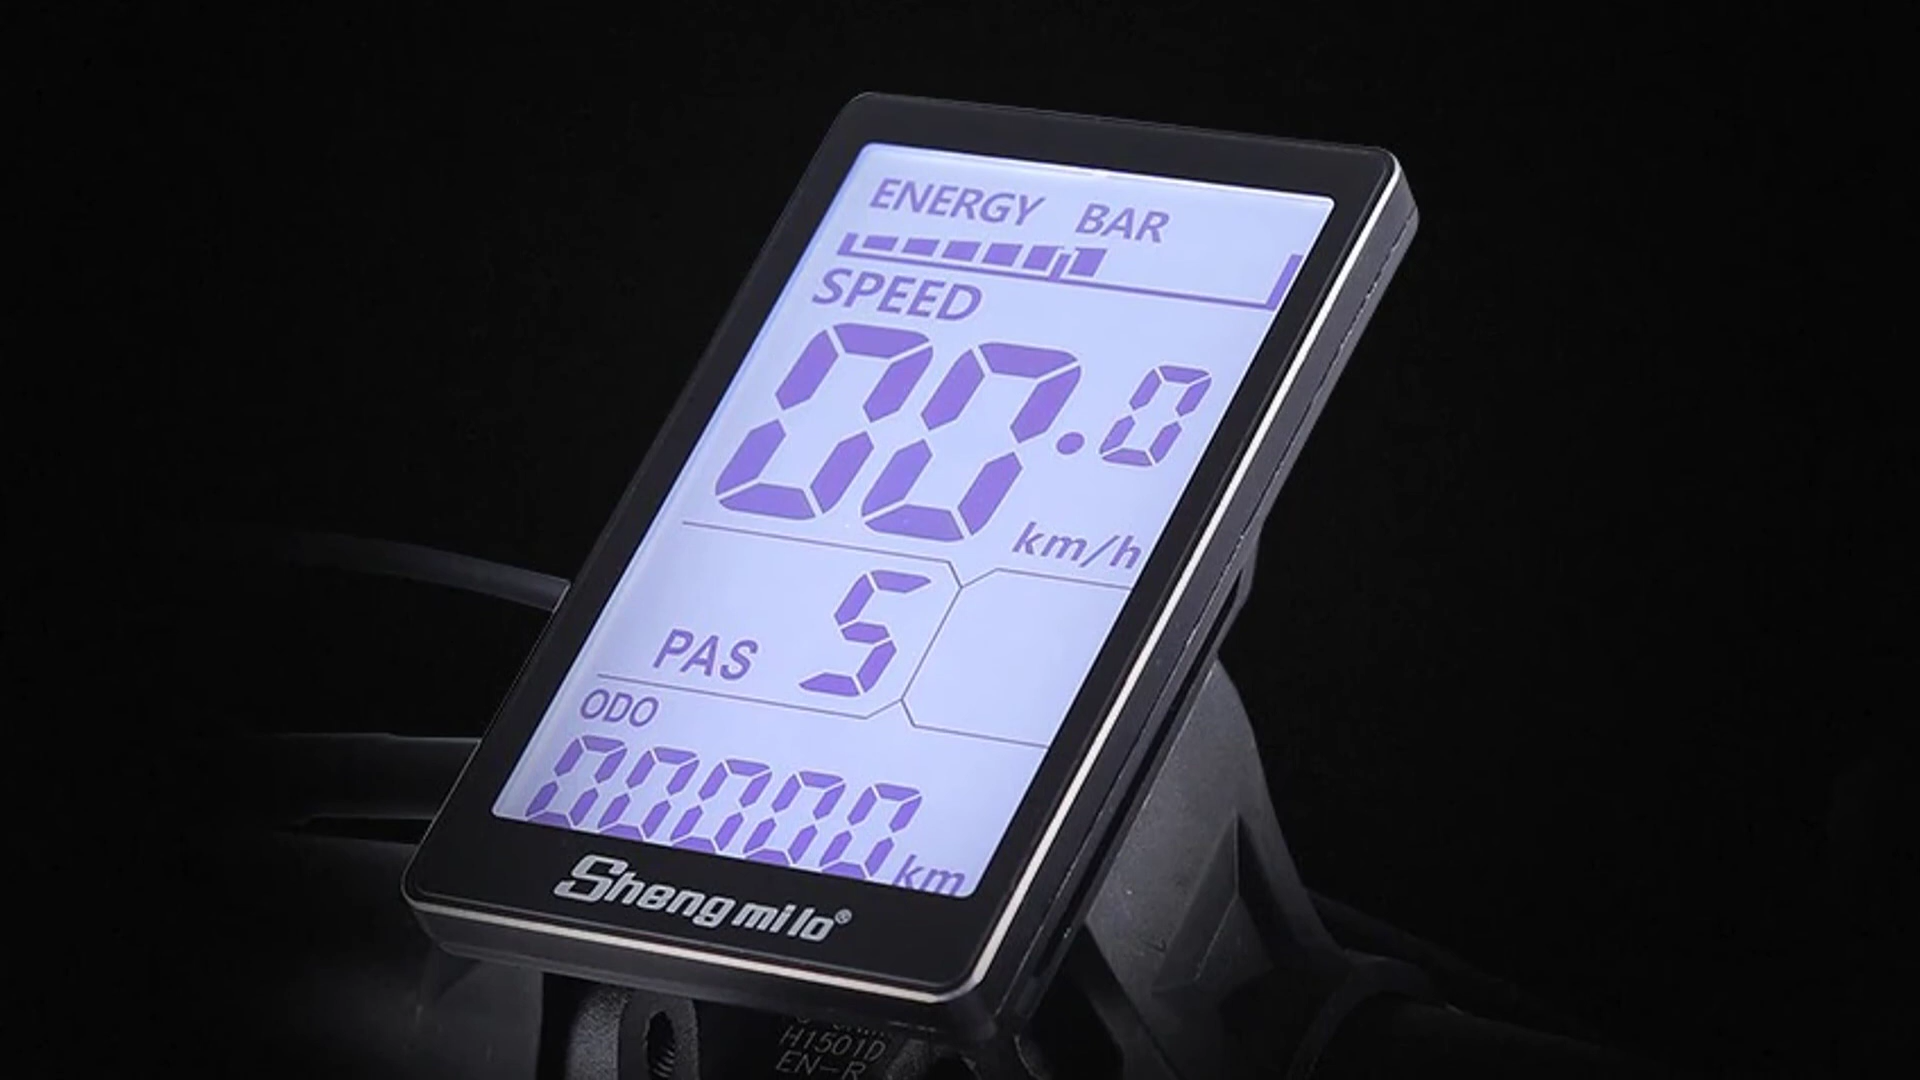 ENERGY BAR
SPEED
00.0
km/h
PAS 5
ODO
00000 km
Shengmilo®
H1501D
EN-R